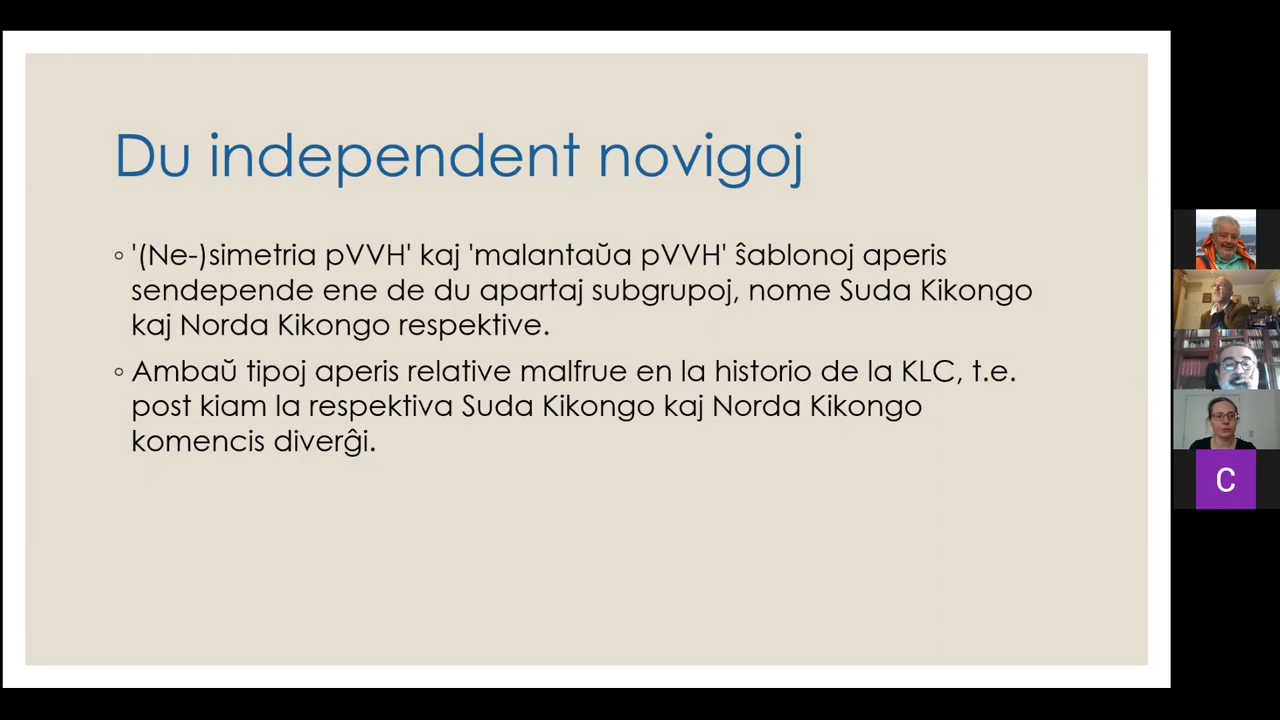 Du independent novigoj
'(Ne-)simetria pVVH' kaj 'malantaŭa pVVH' ŝablonoj aperis
sendepende ene de du apartaj subgrupoj, nome Suda Kikongo
kaj Norda Kikongo respektive.
Ambaŭ tipoj aperis relative malfrue en la historio de la KLC, t.e.
post kiam la respektiva Suda Kikongo kaj Norda Kikongo
komencis diverĝi.
C